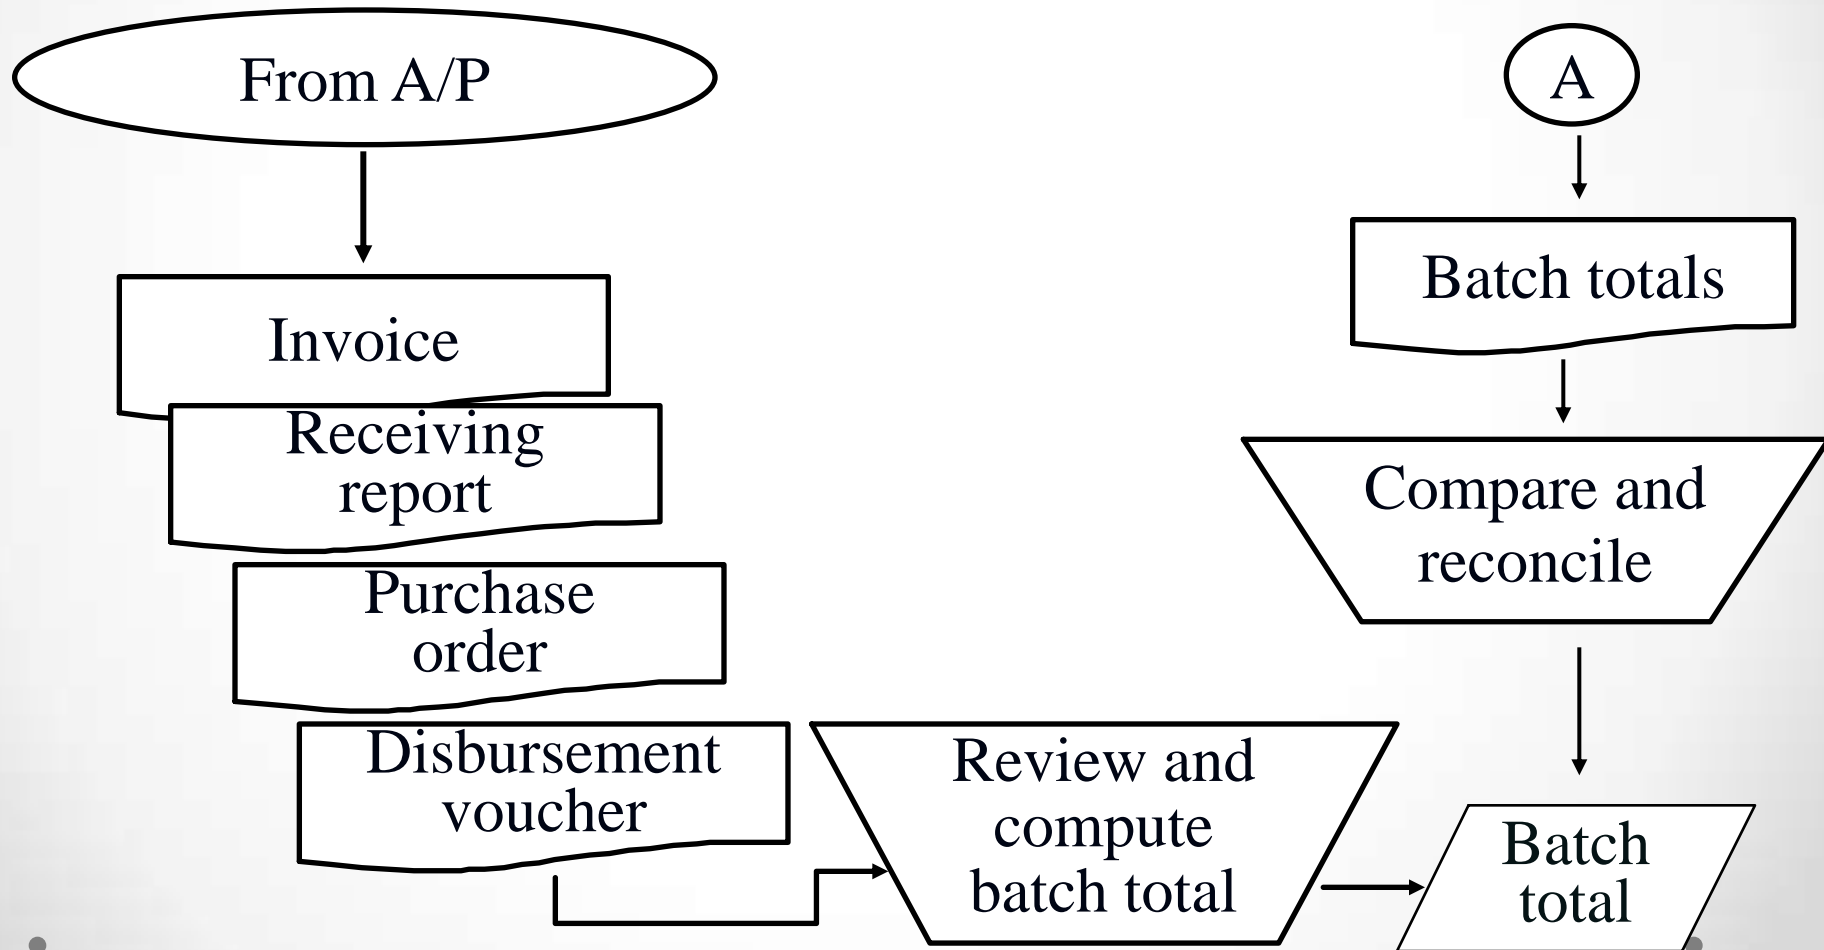 From A/P
Invoice
Receiving
report
Purchase
order
Disbursement
voucher
Review and
compute
batch total
A
Batch totals
Compare and
reconcile
Batch
total